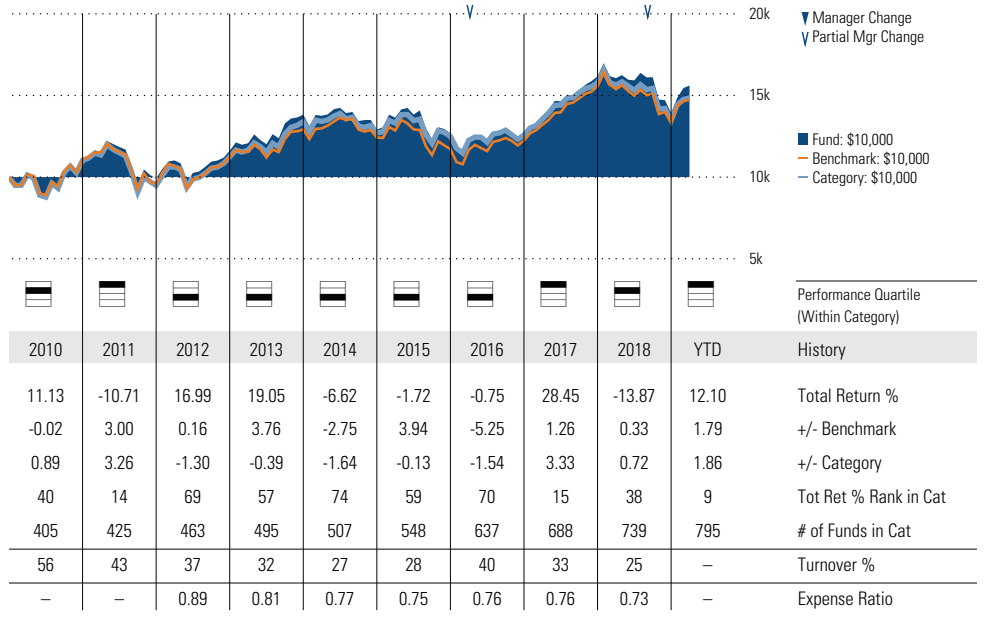 20k
15k
10k
5k
Manager Change
Partial Mgr Change
Fund: $10,000
Benchmark: $10,000
Category: $10,000
Performance Quartile
(Within Category)
2010 2011 2012 2013 2014 2015 2016 2017 2018 YTD History
11.13 -10.71 16.99 19.05 -6.62 -1.72 -0.75 28.45 -13.87 12.10 Total Return %
-0.02 3.00 0.16 3.76 -2.75 3.94 -5.25 1.26 0.33 1.79 +/- Benchmark
0.89 3.26 -1.30 -0.39 -1.64 -0.13 -1.54 3.33 0.72 1.86 +/- Category
40 14 69 57 74 59 70 15 38 9 Tot Ret % Rank in Cat
405 425 463 495 507 548 637 688 739 795 # of Funds in Cat
56 43 37 32 27 28 40 33 25 – Turnover %
– – 0.89 0.81 0.77 0.75 0.76 0.76 0.73 – Expense Ratio